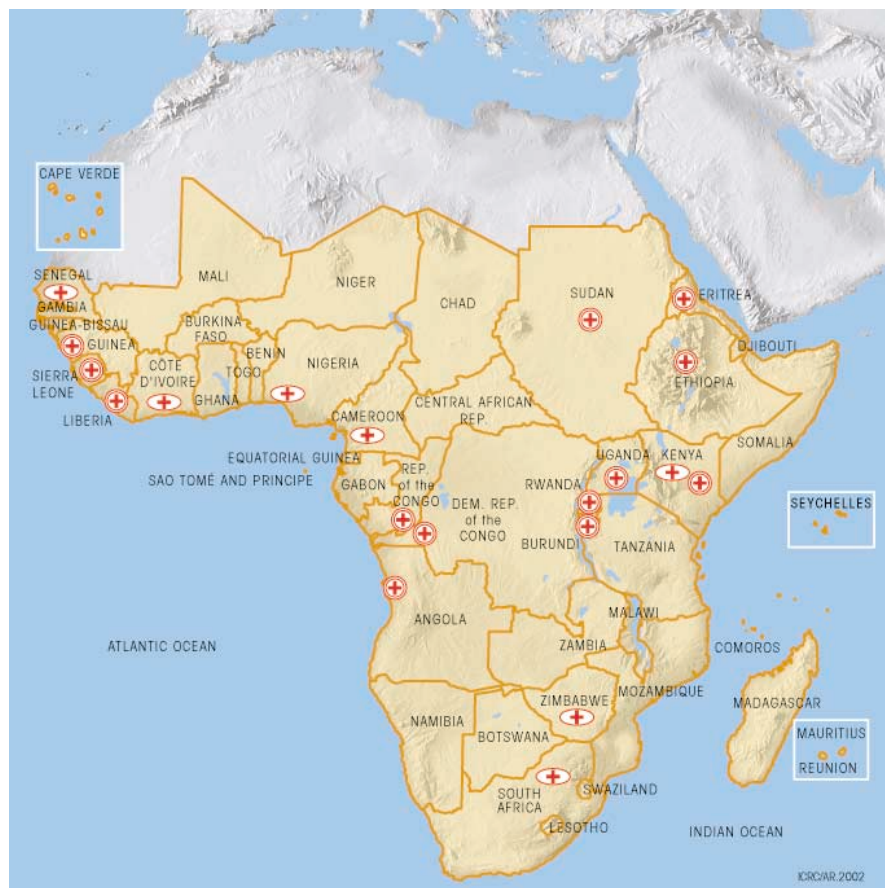 CAPE VERDE
SENEGAL
GAMBIA
GUINEA-BISSAU
GUINEA
SIERRA
LEONE
LIBERIA
MALI
BURKINA
FASO
CÔTE
D'IVOIRE
GHANA
TOGO
BENIN
NIGER
NIGERIA
CHAD
SUDAN
ERITREA
DJIBOUTI
ETHIOPIA
SOMALIA
CAMEROON
CENTRAL AFRICAN
REP.
EQUATORIAL GUINEA
SAO TOMÉ AND PRINCIPE
GABON
REP.
of the
CONGO
DEM. REP.
of the
CONGO
UGANDA
KENYA
RWANDA
BURUNDI
TANZANIA
SEYCHELLES
ANGOLA
ZAMBIA
MALAWI
MOZAMBIQUE
COMOROS
MADAGASCAR
MAURITIUS
REUNION
ZIMBABWE
NAMIBIA
BOTSWANA
SOUTH
AFRICA
SWAZILAND
LESOTHO
ATLANTIC OCEAN
INDIAN OCEAN
ICRC/AR.2002